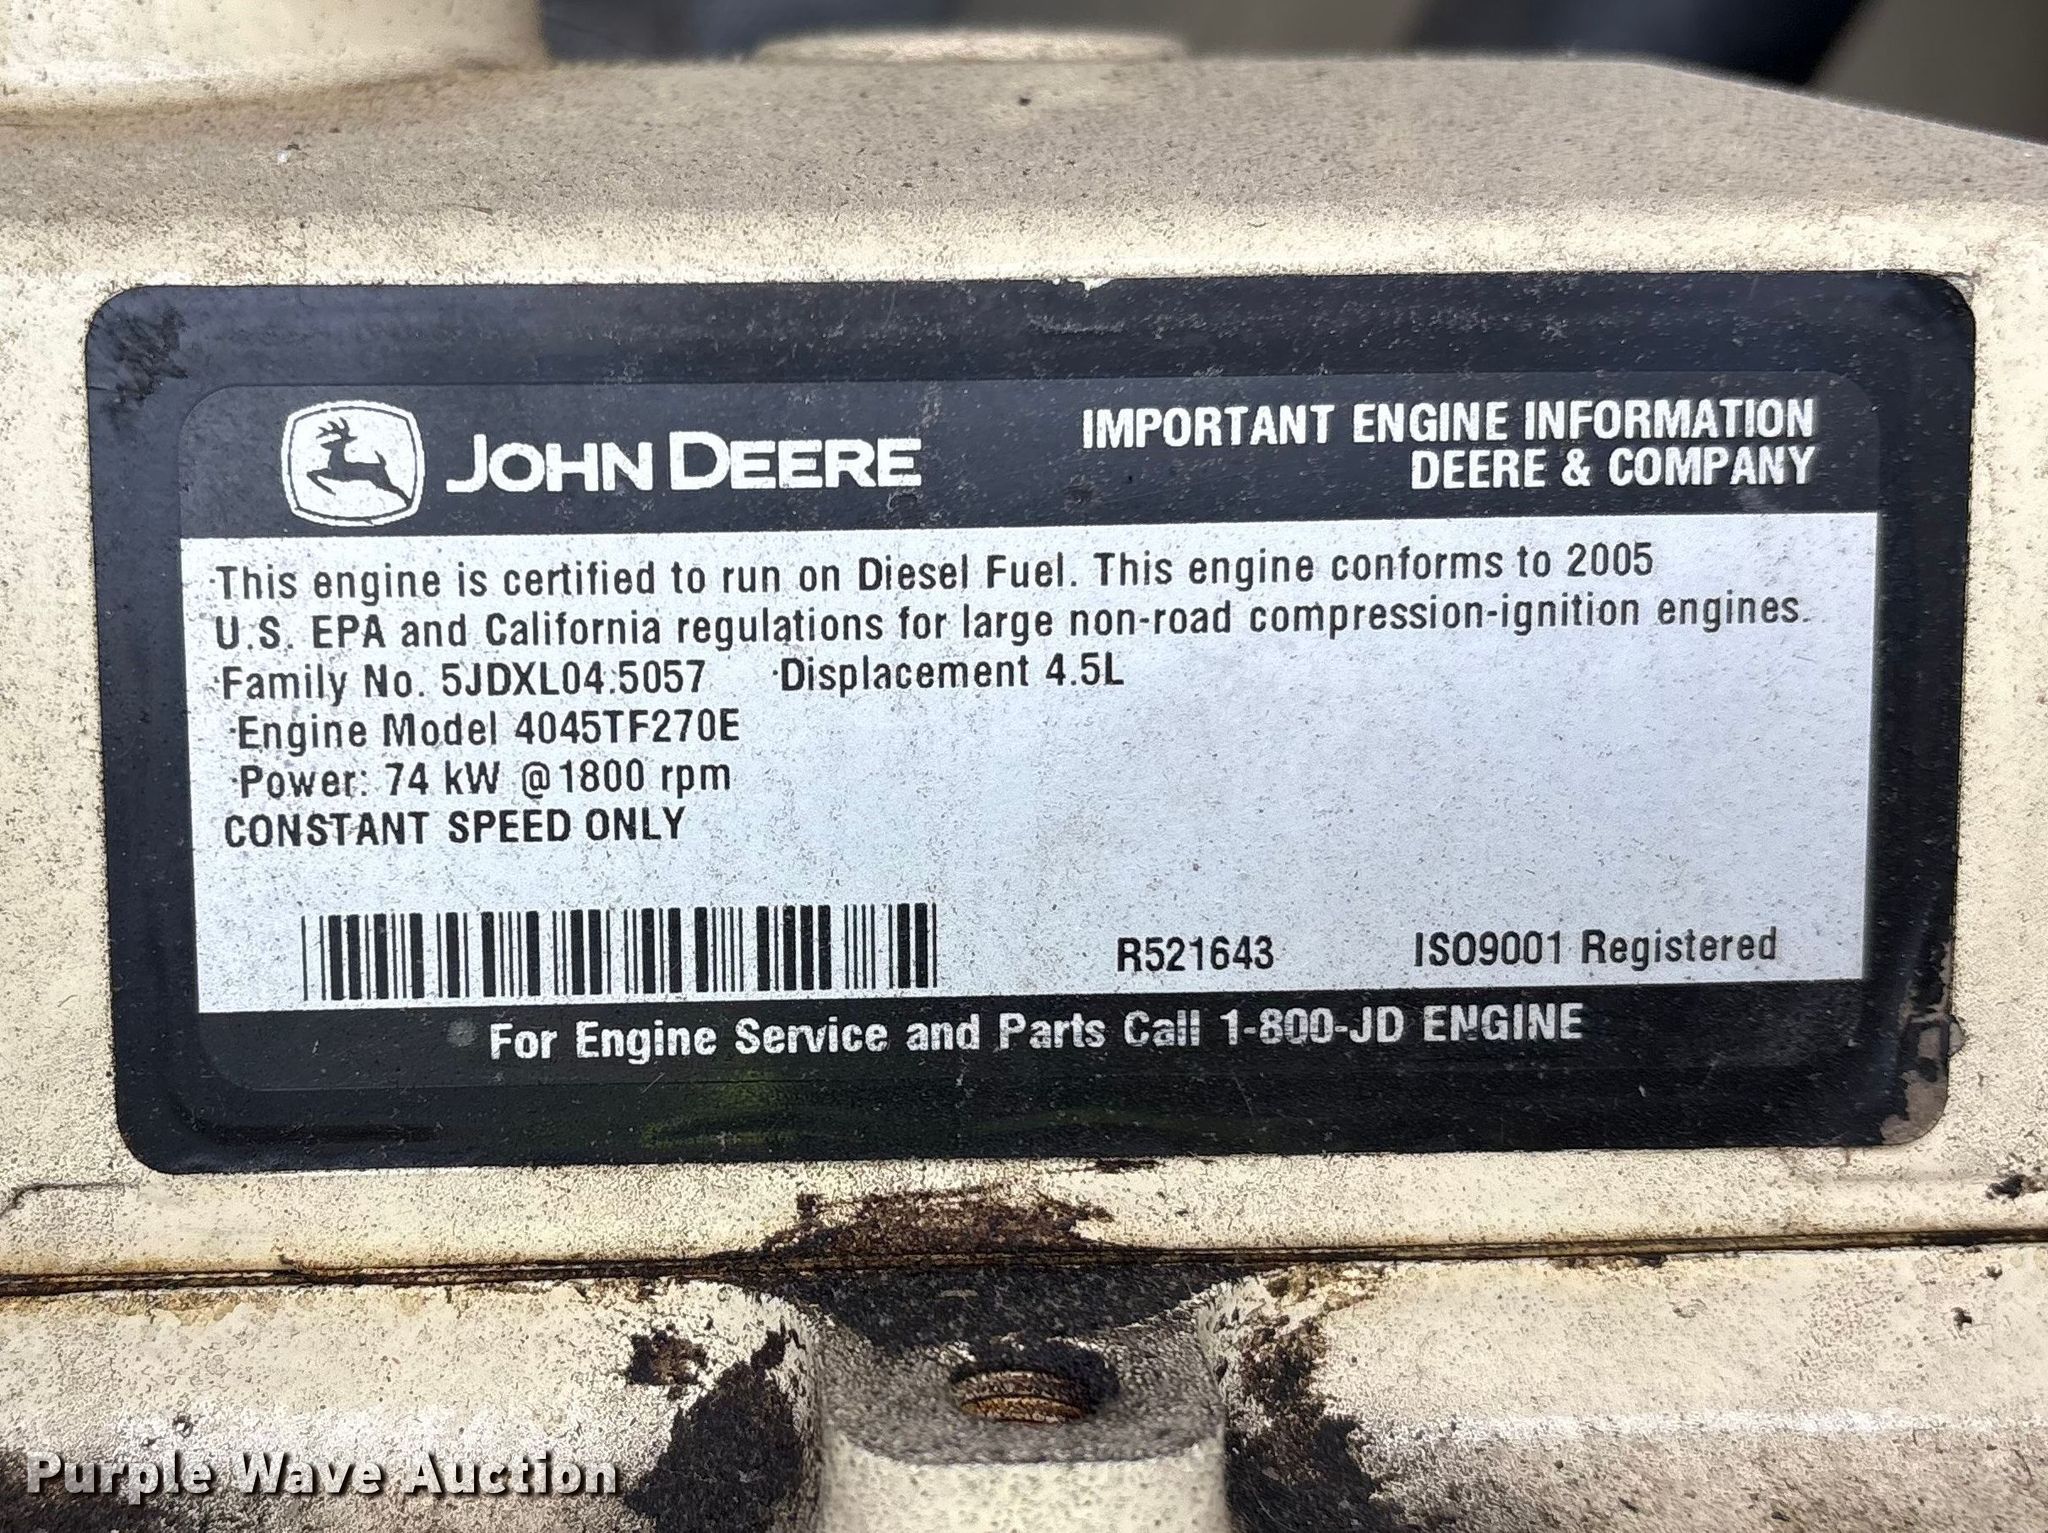 JOHN DEERE
IMPORTANT ENGINE INFORMATION
DEERE & COMPANY
·This engine is certified to run on Diesel Fuel. This engine conforms to 2005
U.S. EPA and California regulations for large non-road compression-ignition engines.
·Family No. 5JDXL04.5057 ·Displacement 4.5L
·Engine Model 4045TF270E
·Power: 74 kW @1800 rpm
CONSTANT SPEED ONLY
R521643 ISO9001 Registered
For Engine Service and Parts Call 1-800-JD ENGINE
Purple Wave Auction